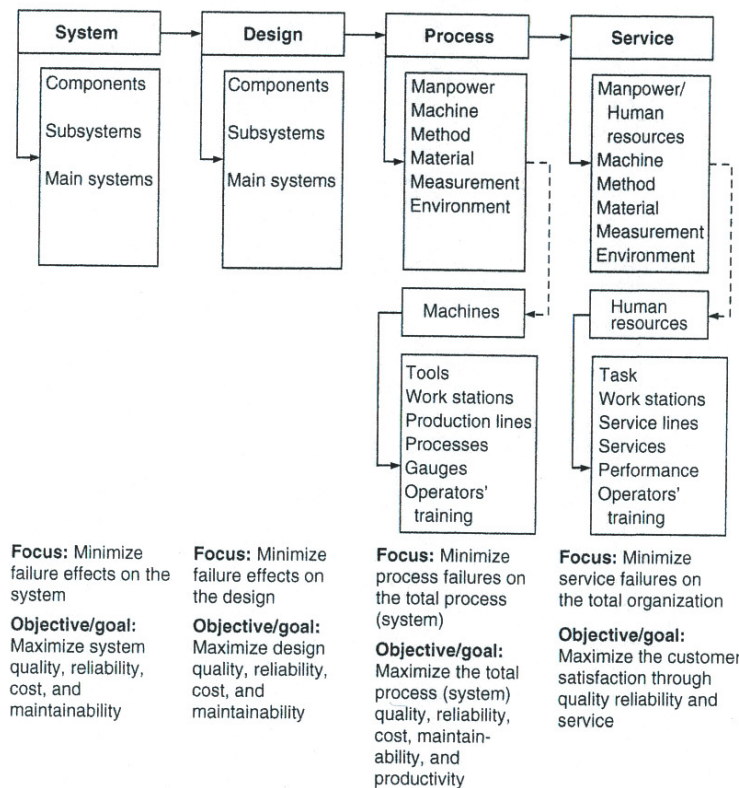 System
Design
Process
Service
Components
Subsystems
Main systems
Components
Subsystems
Main systems
Manpower
Machine
Method
Material
Measurement
Environment
Manpower/
Human
resources
Machine
Method
Material
Measurement
Environment
Machines
Human
resources
Tools
Work stations
Production lines
Processes
Gauges
Operators'
training
Task
Work stations
Service lines
Services
Performance
Operators'
training
Focus: Minimize
failure effects on the
system
Objective/goal:
Maximize system
quality, reliability,
cost, and
maintainability
Focus: Minimize
failure effects on
the design
Objective/goal:
Maximize design
quality, reliability,
cost, and
maintainability
Focus: Minimize
process failures on
the total process
(system)
Objective/goal:
Maximize the total
process (system)
quality, reliability,
cost, maintain-
ability, and
productivity
Focus: Minimize
service failures on
the total organization
Objective/goal:
Maximize the customer
satisfaction through
quality reliability and
service